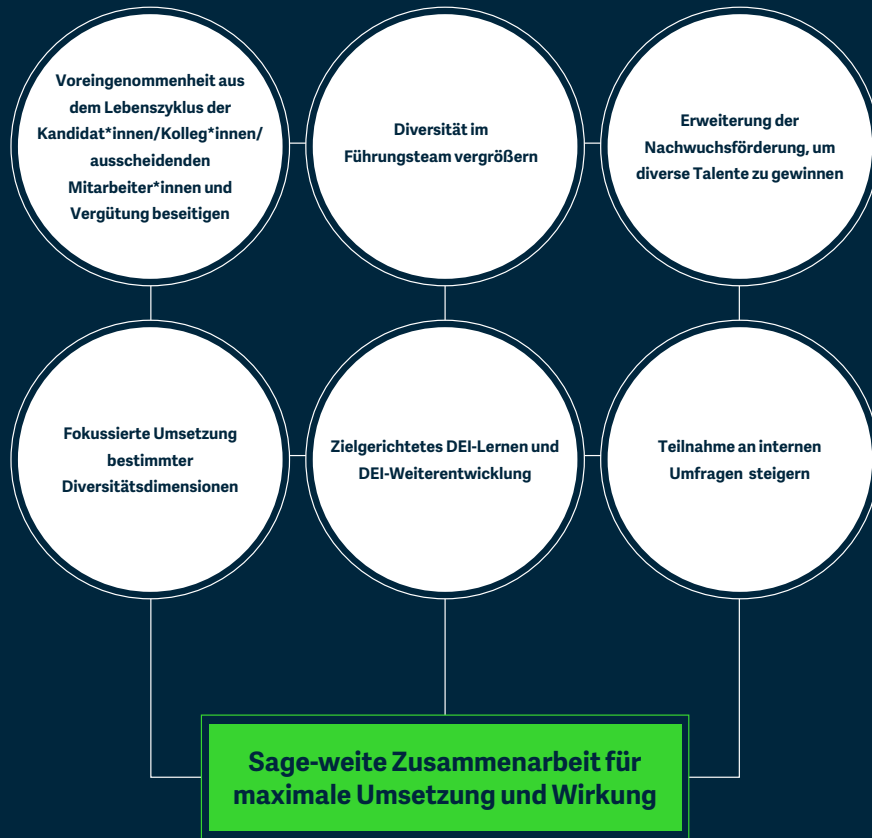 Voreingenommenheit aus
dem Lebenszyklus der
Kandidat*innen/Kolleg*innen/
ausscheidenden
Mitarbeiter*innen und
Vergütung beseitigen
Diversität im
Führungsteam vergrößern
Erweiterung der
Nachwuchsförderung, um
diverse Talente zu gewinnen
Fokussierte Umsetzung
bestimmter
Diversitätsdimensionen
Zielgerichtetes DEI-Lernen und
DEI-Weiterentwicklung
Teilnahme an internen
Umfragen steigern
Sage-weite Zusammenarbeit für
maximale Umsetzung und Wirkung